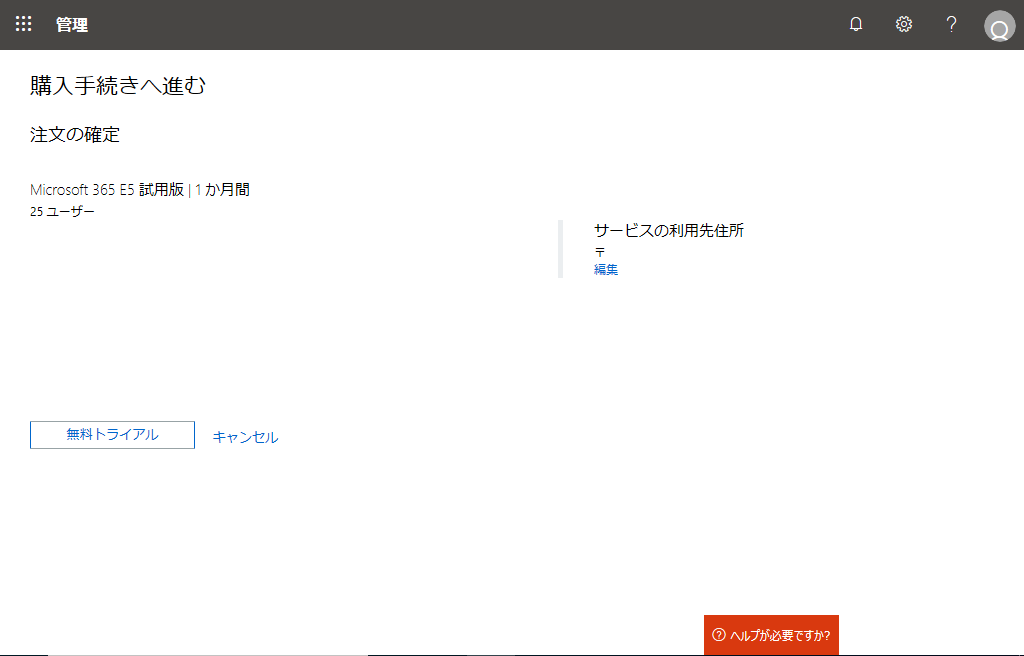 管理
?
購入手続きへ進む
注文の確定
Microsoft 365 E5 試用版 | 1 か月間
25 ユーザー
サービスの利用先住所
〒
編集
無料トライアル
キャンセル
? ヘルプが必要ですか?